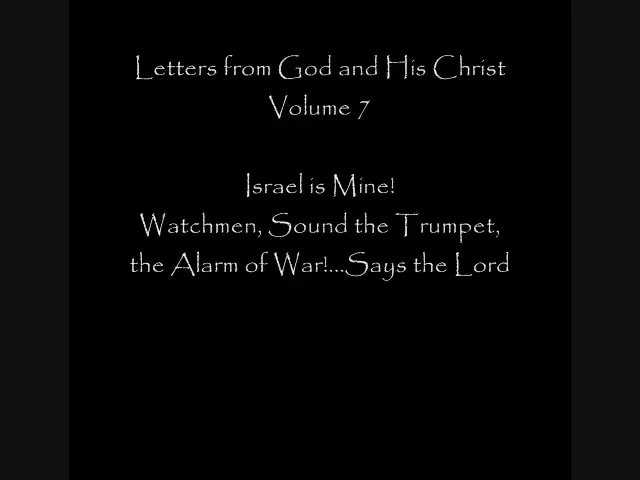 Letters from God and His Christ
Volume 7
Israel is Mine!
Watchmen, Sound the Trumpet,
the Alarm of War!...Says the Lord